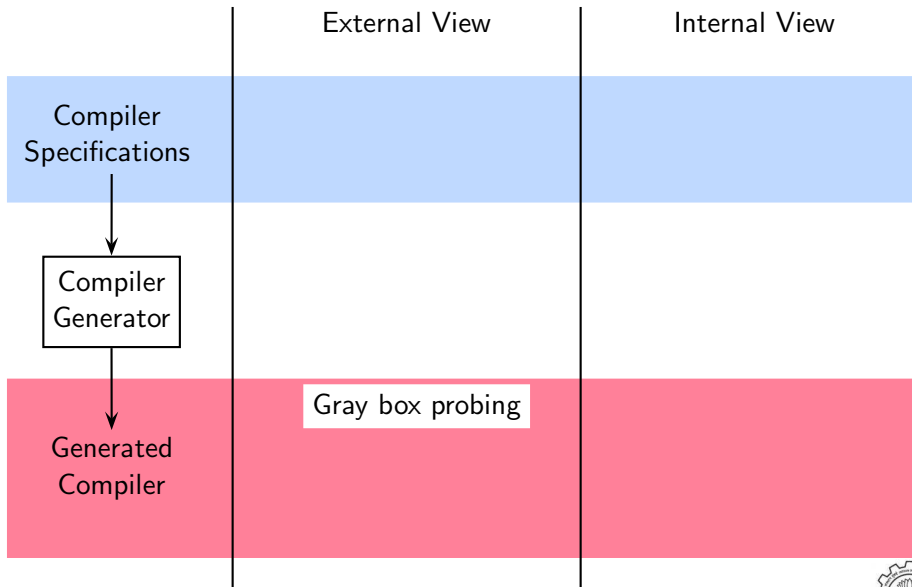 External View
Internal View
Compiler
Specifications
Compiler
Generator
Gray box probing
Generated
Compiler